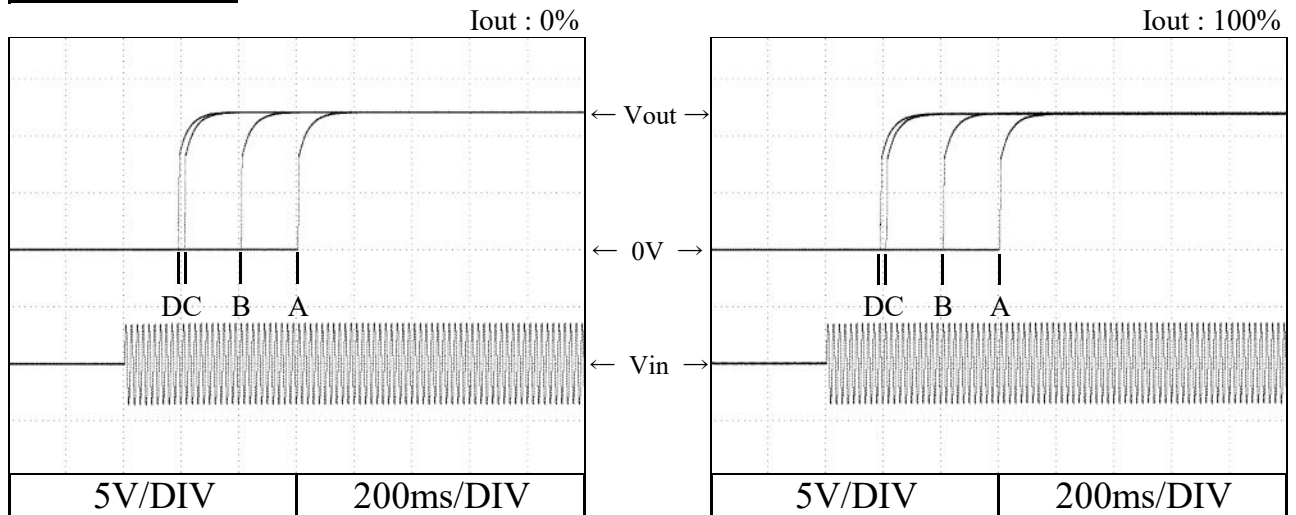 Iout : 0%
Iout : 100%
← Vout →
← 0V →
DC B A
DC B A
← Vin →
5V/DIV 200ms/DIV
5V/DIV 200ms/DIV